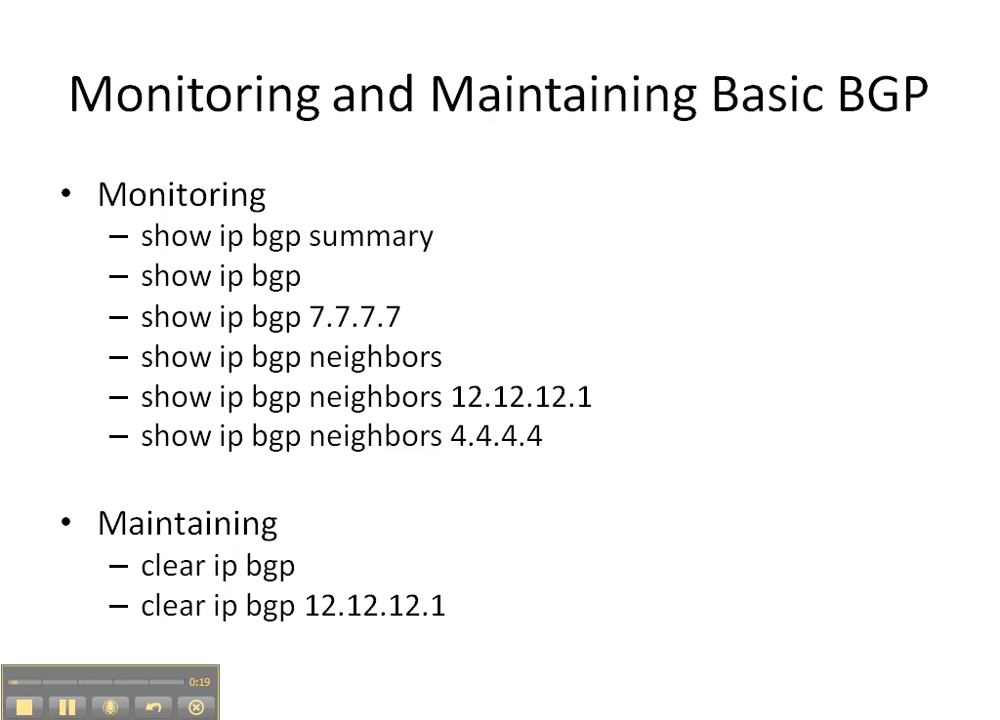 Monitoring and Maintaining Basic BGP
• Monitoring
– show ip bgp summary
– show ip bgp
– show ip bgp 7.7.7.7
– show ip bgp neighbors
– show ip bgp neighbors 12.12.12.1
– show ip bgp neighbors 4.4.4.4
• Maintaining
– clear ip bgp
– clear ip bgp 12.12.12.1
0:19